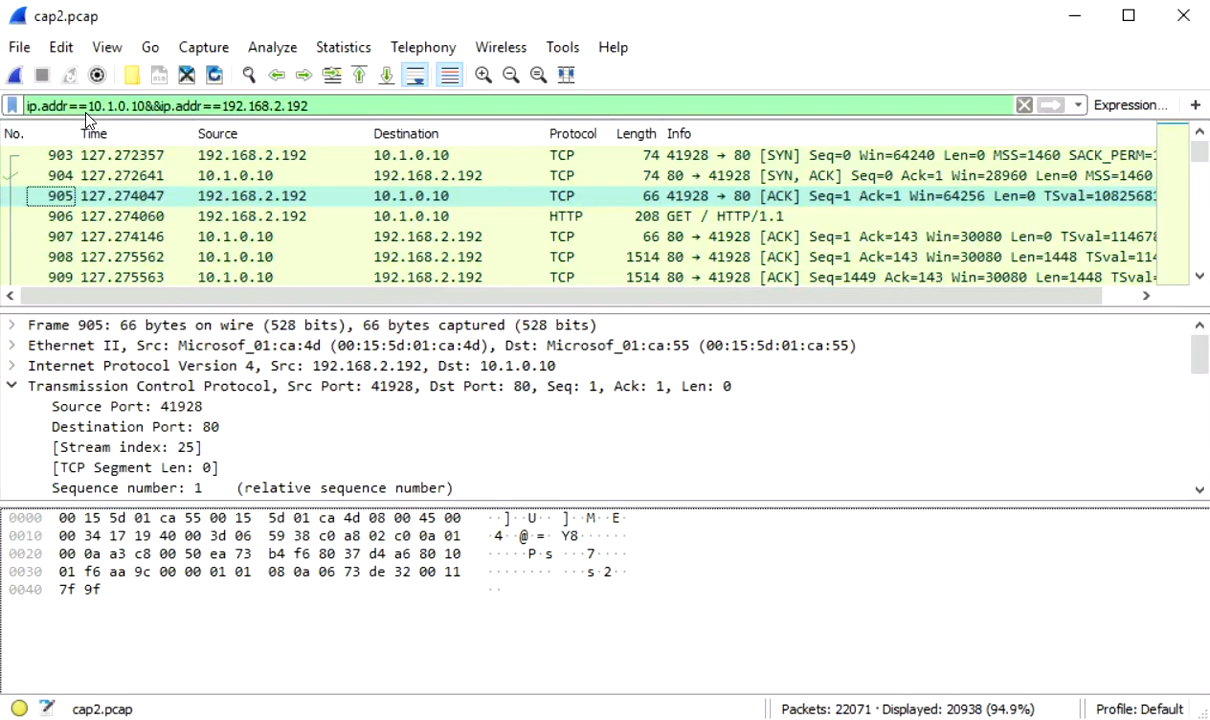 cap2.pcap
File Edit View Go Capture Analyze Statistics Telephony Wireless Tools Help
ip.addr==10.1.0.10&&ip.addr==192.168.2.192 Expression... +
No. Time Source Destination Protocol Length Info
903 127.272357 192.168.2.192 10.1.0.10 TCP 74 41928 → 80 [SYN] Seq=0 Win=64240 Len=0 MSS=1460 SACK_PERM=1
904 127.272641 10.1.0.10 192.168.2.192 TCP 74 80 → 41928 [SYN, ACK] Seq=0 Ack=1 Win=28960 Len=0 MSS=1460
905 127.274047 192.168.2.192 10.1.0.10 TCP 66 41928 → 80 [ACK] Seq=1 Ack=1 Win=64256 Len=0 TSval=10825681
906 127.274060 192.168.2.192 10.1.0.10 HTTP 208 GET / HTTP/1.1
907 127.274146 10.1.0.10 192.168.2.192 TCP 66 80 → 41928 [ACK] Seq=1 Ack=143 Win=30080 Len=0 TSval=114678
908 127.275562 10.1.0.10 192.168.2.192 TCP 1514 80 → 41928 [ACK] Seq=1 Ack=143 Win=30080 Len=1448 TSval=114
909 127.275563 10.1.0.10 192.168.2.192 TCP 1514 80 → 41928 [ACK] Seq=1449 Ack=143 Win=30080 Len=1448 TSval=
Frame 905: 66 bytes on wire (528 bits), 66 bytes captured (528 bits)
Ethernet II, Src: Microsof_01:ca:4d (00:15:5d:01:ca:4d), Dst: Microsof_01:ca:55 (00:15:5d:01:ca:55)
Internet Protocol Version 4, Src: 192.168.2.192, Dst: 10.1.0.10
Transmission Control Protocol, Src Port: 41928, Dst Port: 80, Seq: 1, Ack: 1, Len: 0
Source Port: 41928
Destination Port: 80
[Stream index: 25]
[TCP Segment Len: 0]
Sequence number: 1 (relative sequence number)
0000 00 15 5d 01 ca 55 00 15 5d 01 ca 4d 08 00 45 00 ··]··U·· ]··M··E·
0010 00 34 17 19 40 00 3d 06 59 38 c0 a8 02 c0 0a 01 ·4··@·=· Y8······
0020 00 0a a3 c8 00 50 ea 73 b4 f6 80 37 d4 a6 80 10 ·····P·s ···7····
0030 01 f6 aa 9c 00 00 01 01 08 0a 06 73 de 32 00 11 ········ ···s·2··
0040 7f 9f ··
cap2.pcap Packets: 22071 · Displayed: 20938 (94.9%) Profile: Default